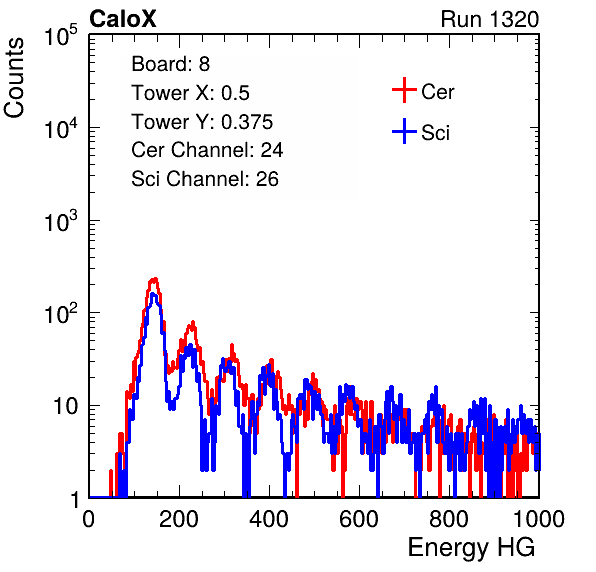 CaloX Run 1320
Counts
Board: 8
Tower X: 0.5
Tower Y: 0.375
Cer Channel: 24
Sci Channel: 26
Cer
Sci
10^5
10^4
10^3
10^2
10
1
0 200 400 600 800 1000
Energy HG